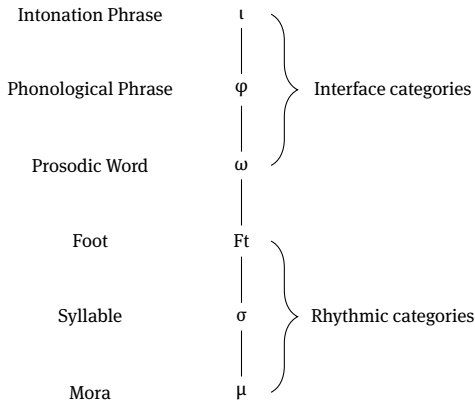 Intonation Phrase ι
Phonological Phrase φ Interface categories
Prosodic Word ω
Foot Ft
Syllable σ Rhythmic categories
Mora μ